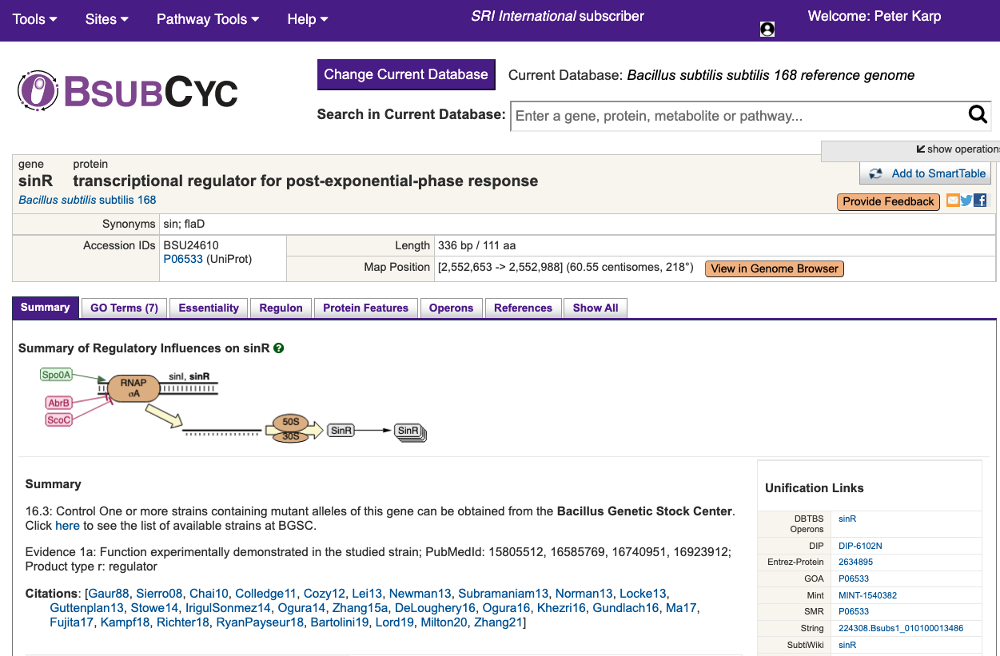 Tools Sites Pathway Tools Help SRI International subscriber Welcome: Peter Karp
BSUBCYC
Change Current Database Current Database: Bacillus subtilis subtilis 168 reference genome
Search in Current Database: Enter a gene, protein, metabolite or pathway...
show operations
gene protein
sinR transcriptional regulator for post-exponential-phase response
Add to SmartTable
Bacillus subtilis subtilis 168
Provide Feedback
Synonyms sin; flaD
Accession IDs BSU24610 Length 336 bp / 111 aa
P06533 (UniProt)
Map Position [2,552,653 -> 2,552,988] (60.55 centisomes, 218°) View in Genome Browser
Summary GO Terms (7) Essentiality Regulon Protein Features Operons References Show All
Summary of Regulatory Influences on sinR ?
Spo0A
RNAP
σA
sinI, sinR
AbrB
ScoC
50S
30S
SinR
SinR
Summary
16.3: Control One or more strains containing mutant alleles of this gene can be obtained from the Bacillus Genetic Stock Center.
Click here to see the list of available strains at BGSC.
Evidence 1a: Function experimentally demonstrated in the studied strain; PubMedId: 15805512, 16585769, 16740951, 16923912;
Product type r: regulator
Citations: [Gaur88, Sierro08, Chai10, Colledge11, Cozy12, Lei13, Newman13, Subramaniam13, Norman13, Locke13,
Guttenplan13, Stowe14, IrigulSonmez14, Ogura14, Zhang15a, DeLoughery16, Ogura16, Khezri16, Gundlach16, Ma17,
Fujita17, Kampf18, Richter18, RyanPayseur18, Bartolini19, Lord19, Milton20, Zhang21]
Unification Links
DBTBS Operons sinR
DIP DIP-6102N
Entrez-Protein 2634895
GOA P06533
Mint MINT-1540382
SMR P06533
String 224308.Bsubs1_010100013486
SubtiWiki sinR